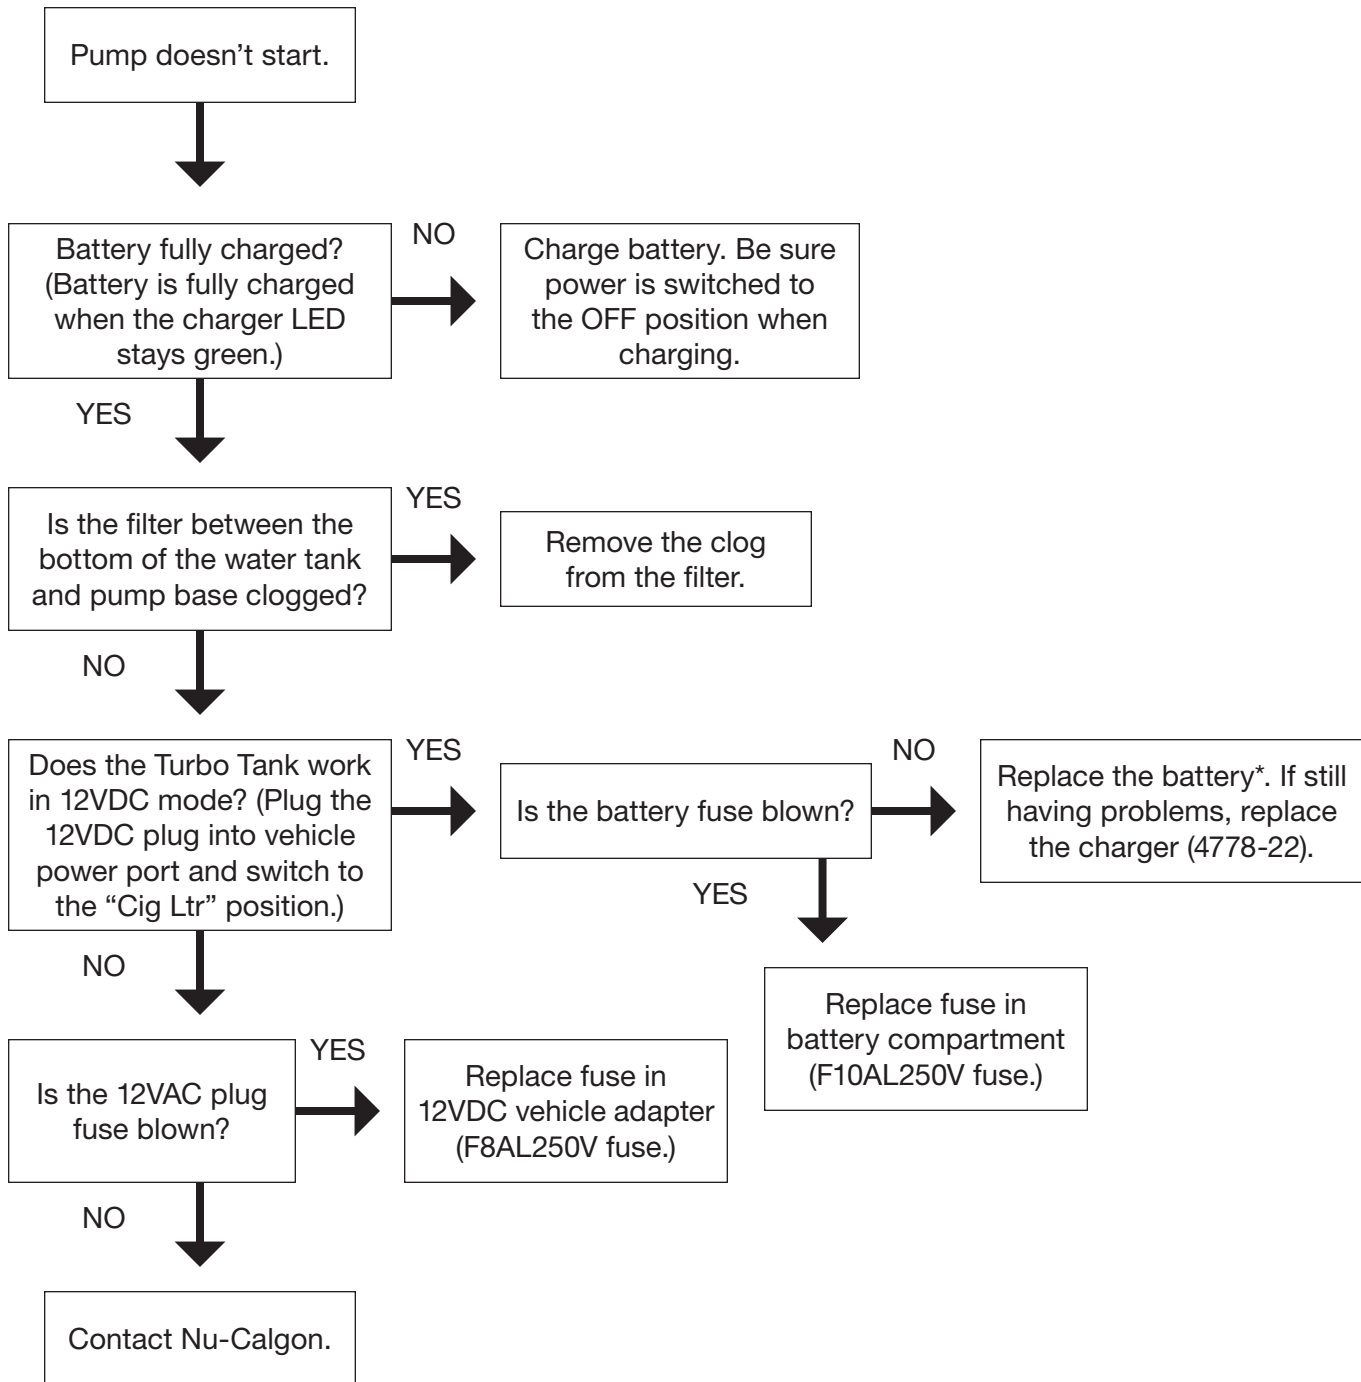 Pump doesn’t start.
Battery fully charged?
(Battery is fully charged
when the charger LED
stays green.)
NO
Charge battery. Be sure
power is switched to
the OFF position when
charging.
YES
Is the filter between the
bottom of the water tank
and pump base clogged?
YES
Remove the clog
from the filter.
NO
Does the Turbo Tank work
in 12VDC mode? (Plug the
12VDC plug into vehicle
power port and switch to
the “Cig Ltr” position.)
YES
Is the battery fuse blown?
NO
Replace the battery*. If still
having problems, replace
the charger (4778-22).
YES
Replace fuse in
battery compartment
(F10AL250V fuse.)
NO
Is the 12VAC plug
fuse blown?
YES
Replace fuse in
12VDC vehicle adapter
(F8AL250V fuse.)
NO
Contact Nu-Calgon.